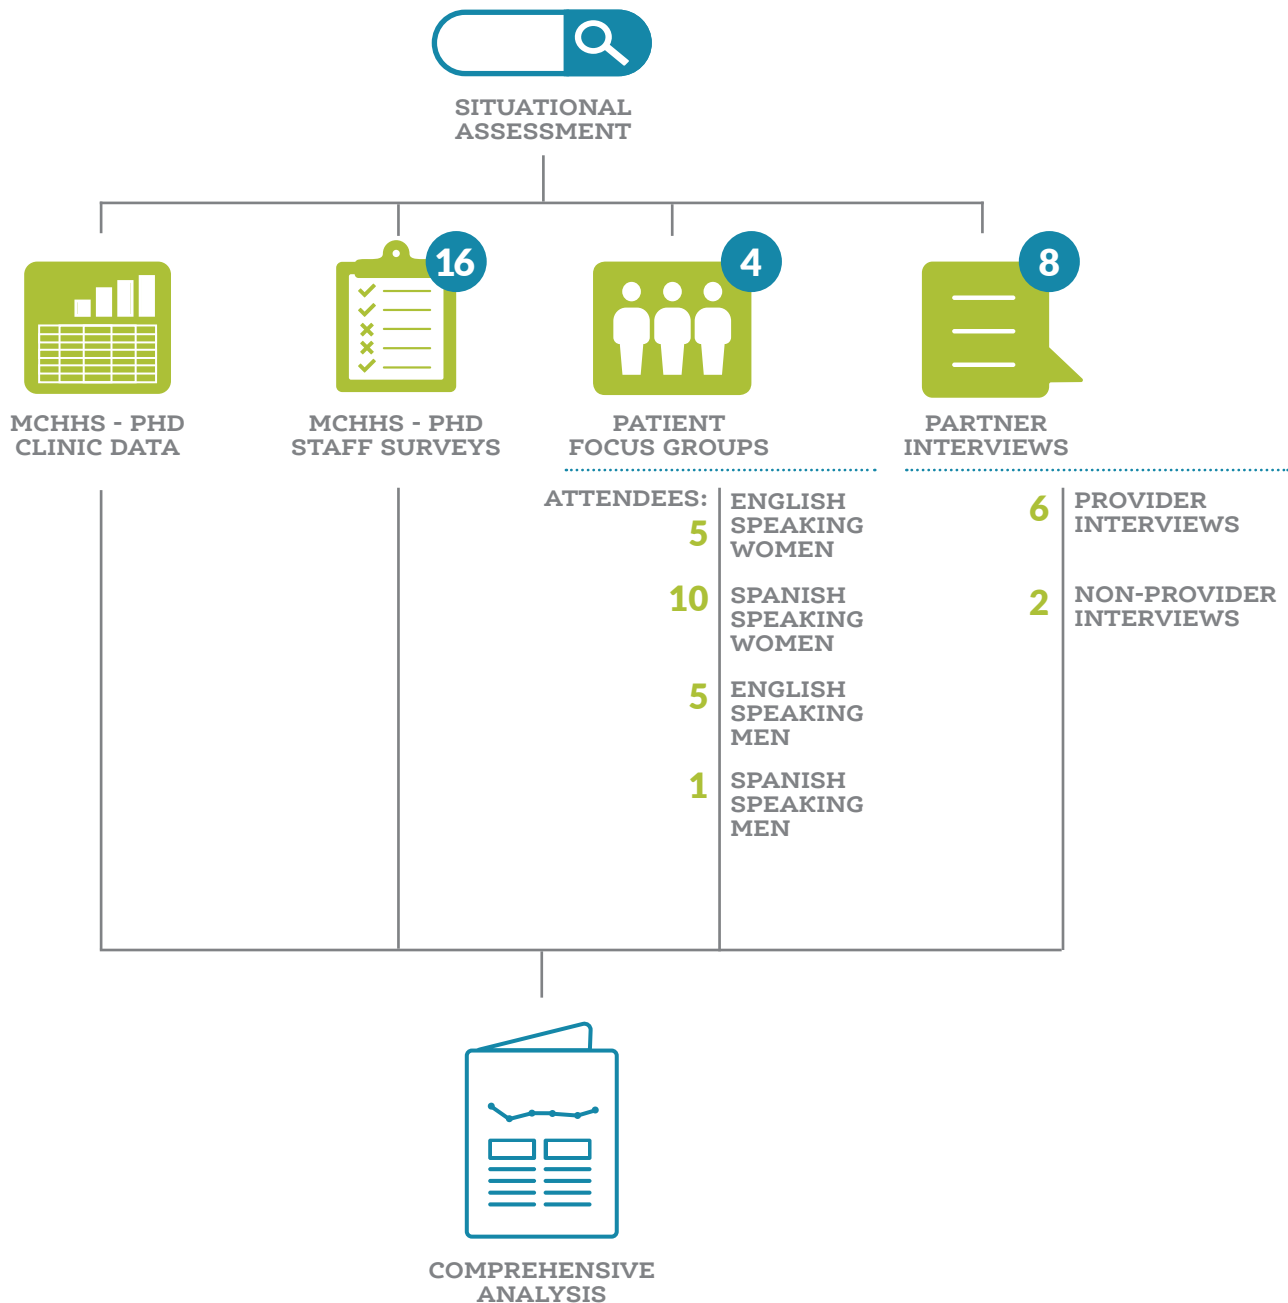 SITUATIONAL
ASSESSMENT
16
4
8
MCHHS - PHD
CLINIC DATA
MCHHS - PHD
STAFF SURVEYS
PATIENT
FOCUS GROUPS
PARTNER
INTERVIEWS
ATTENDEES:
5
ENGLISH
SPEAKING
WOMEN
10
SPANISH
SPEAKING
WOMEN
5
ENGLISH
SPEAKING
MEN
1
SPANISH
SPEAKING
MEN
6
PROVIDER
INTERVIEWS
2
NON-PROVIDER
INTERVIEWS
COMPREHENSIVE
ANALYSIS